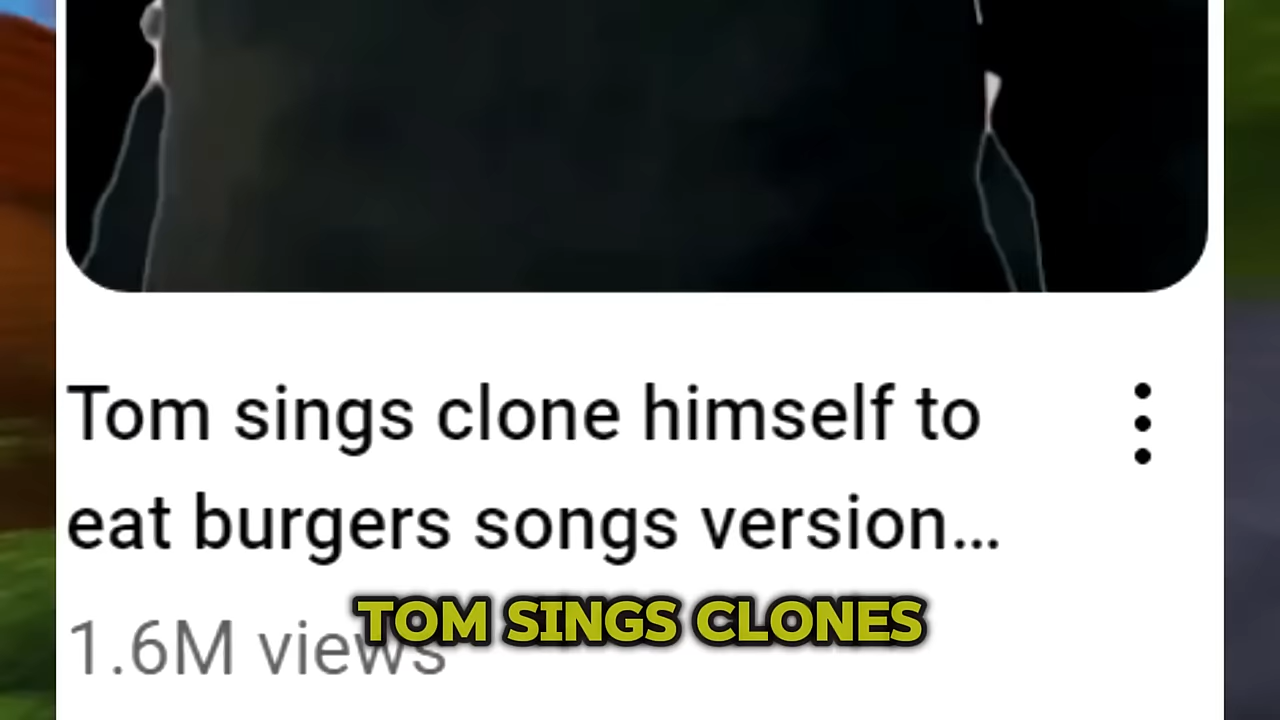 Tom sings clone himself to
eat burgers songs version...
TOM SINGS CLONES
1.6M views